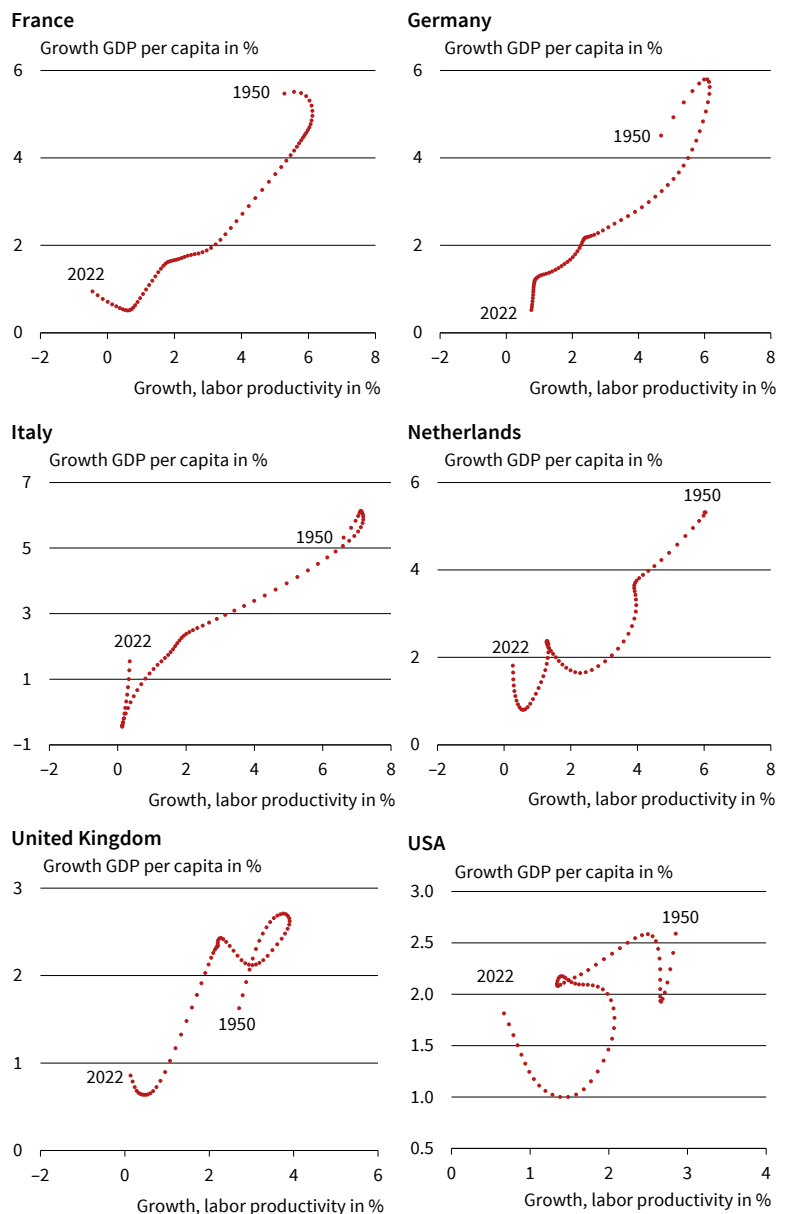 France
Growth GDP per capita in %
6
1950
4
2
2022
0
−2 0 2 4 6 8
Growth, labor productivity in %
Germany
Growth GDP per capita in %
6
1950
4
2
2022
0
−2 0 2 4 6 8
Growth, labor productivity in %
Italy
Growth GDP per capita in %
7
1950
5
3
2022
1
−1
−2 0 2 4 6 8
Growth, labor productivity in %
Netherlands
Growth GDP per capita in %
6
1950
4
2022
2
0
−2 0 2 4 6 8
Growth, labor productivity in %
United Kingdom
Growth GDP per capita in %
3
2
1950
1
2022
0
−2 0 2 4 6
Growth, labor productivity in %
USA
Growth GDP per capita in %
3.0
1950
2.5
2022
2.0
1.5
1.0
0.5
0 1 2 3 4
Growth, labor productivity in %